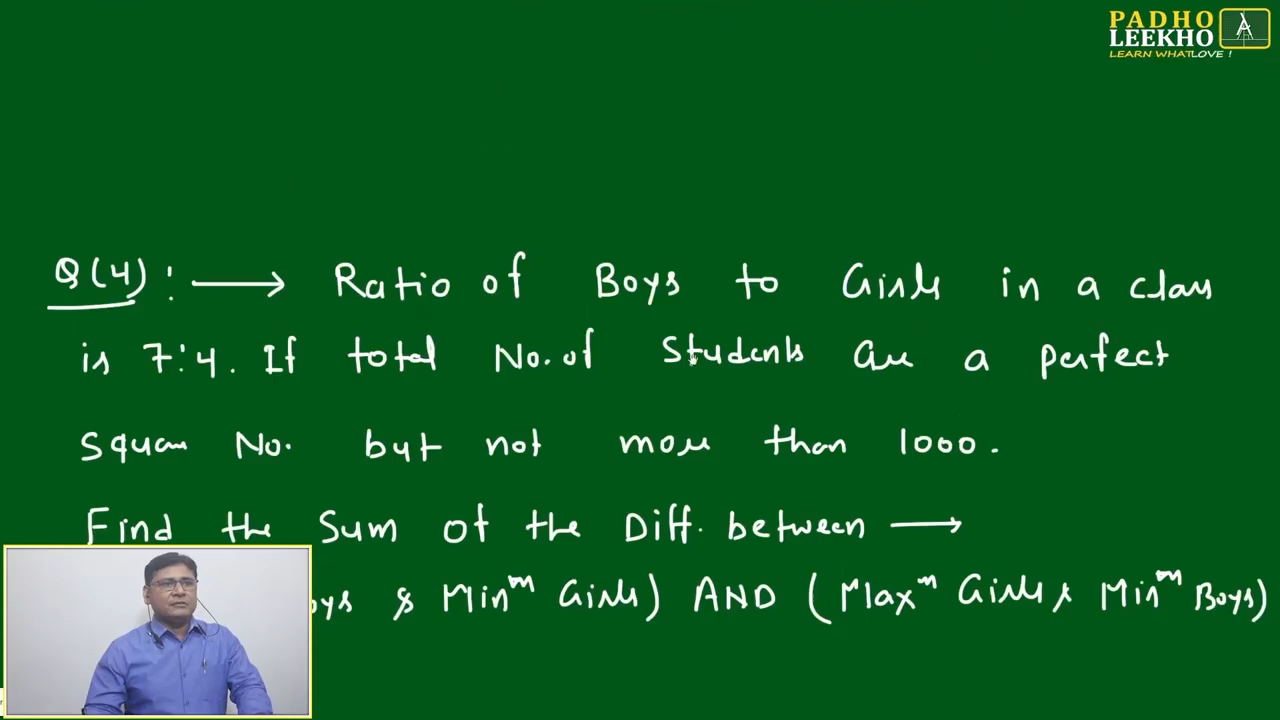 PADHO
LEEKHO
LEARN WHAT LOVE !
Q(4) : → Ratio of Boys to Girls in a class
is 7:4. If total No. of Students are a perfect
square No. but not more than 1000.
Find the Sum of the Diff. between →
& Minᵐ Girls) AND (Maxᵐ Girls & Minᵐ Boys)